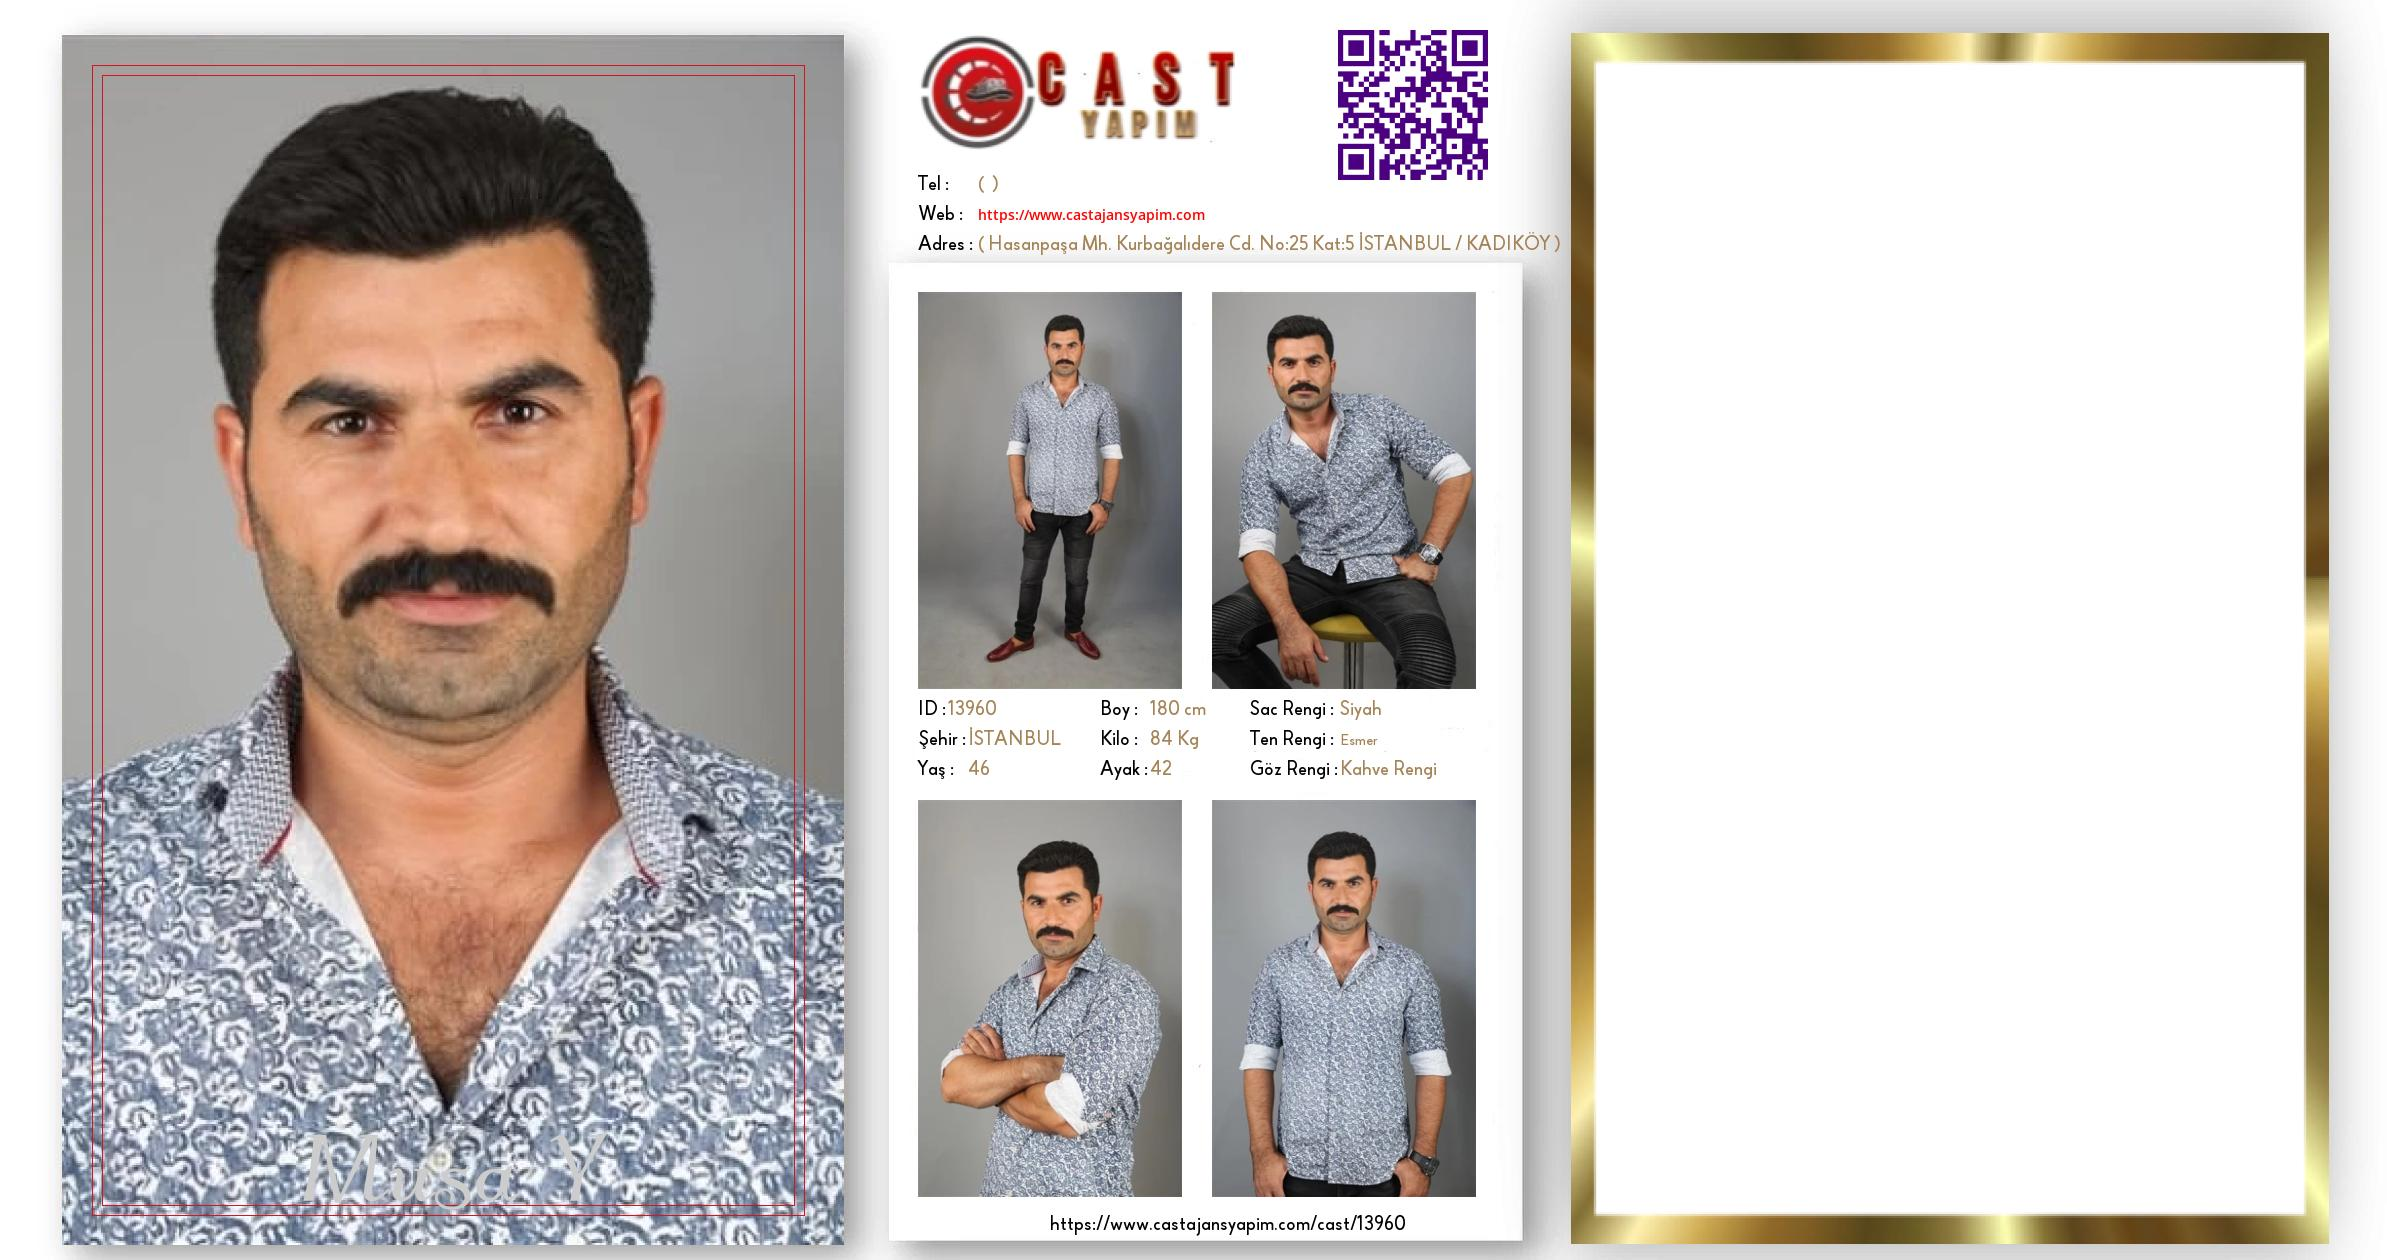 Musa Y
CAST
YAPIM
Tel : ( )
Web : https://www.castajansyapim.com
Adres : ( Hasanpaşa Mh. Kurbağalıdere Cd. No:25 Kat:5 İSTANBUL / KADIKÖY )
ID : 13960 Boy : 180 cm Sac Rengi : Siyah
Şehir : İSTANBUL Kilo : 84 Kg Ten Rengi : Esmer
Yaş : 46 Ayak : 42 Göz Rengi : Kahve Rengi
https://www.castajansyapim.com/cast/13960